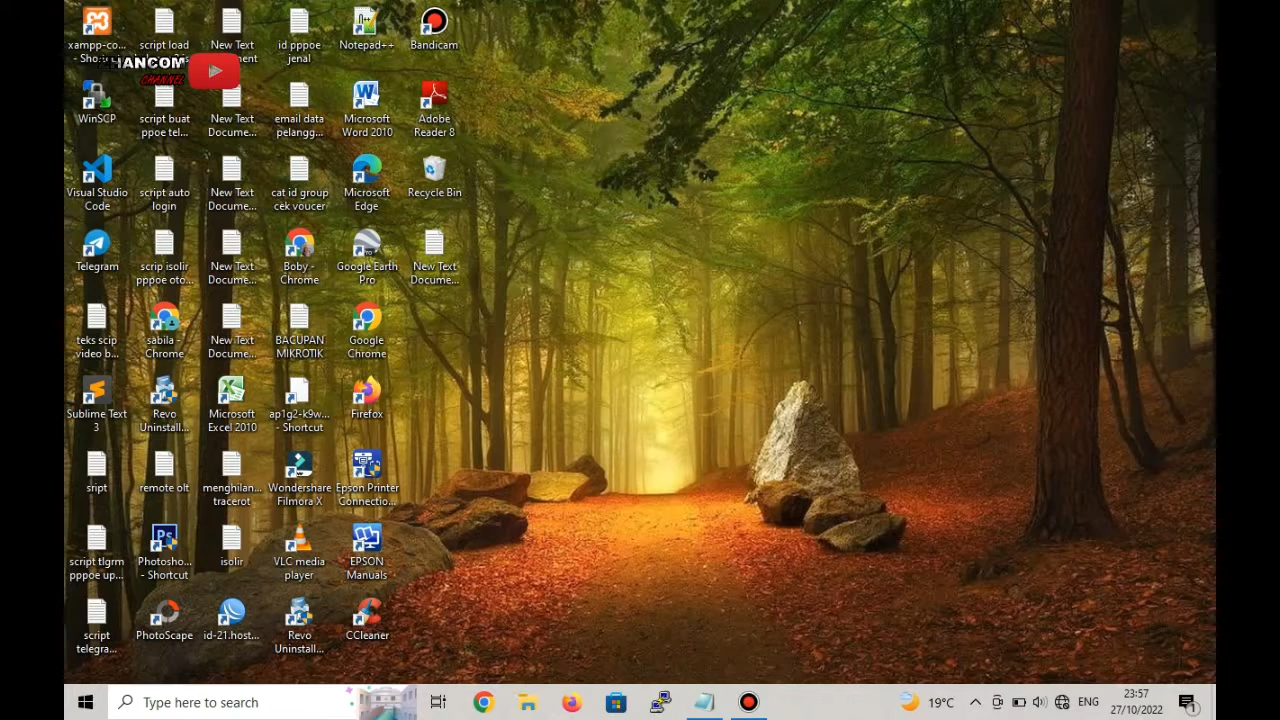 xampp-co...
- Sho...
script load
New Text
id pppoe
jenal
Notepad++
Bandicam
HANCOM
CHANNEL
WinSCP
script buat
pppoe tel...
New Text
Docume...
email data
pelangg...
Microsoft
Word 2010
Adobe
Reader 8
Visual Studio
Code
script auto
login
New Text
Docume...
cat id group
cek voucer
Microsoft
Edge
Recycle Bin
Telegram
scrip isolir
pppoe oto...
New Text
Docume...
Boby -
Chrome
Google Earth
Pro
New Text
Docume...
teks scip
video b...
sabila -
Chrome
New Text
Docume...
BACUPAN
MIKROTIK
Google
Chrome
Sublime Text
3
Revo
Uninstall...
Microsoft
Excel 2010
ap1g2-k9w...
- Shortcut
Firefox
sript
remote olt
menghilan...
tracerot
Wondershare
Filmora X
Epson Printer
Connectio...
script tlgrm
pppoe up...
Photosho...
- Shortcut
isolir
VLC media
player
EPSON
Manuals
script
telegra...
PhotoScape
id-21.host...
Revo
Uninstall...
CCleaner
Type here to search
19°C
ENG
23:57
27/10/2022